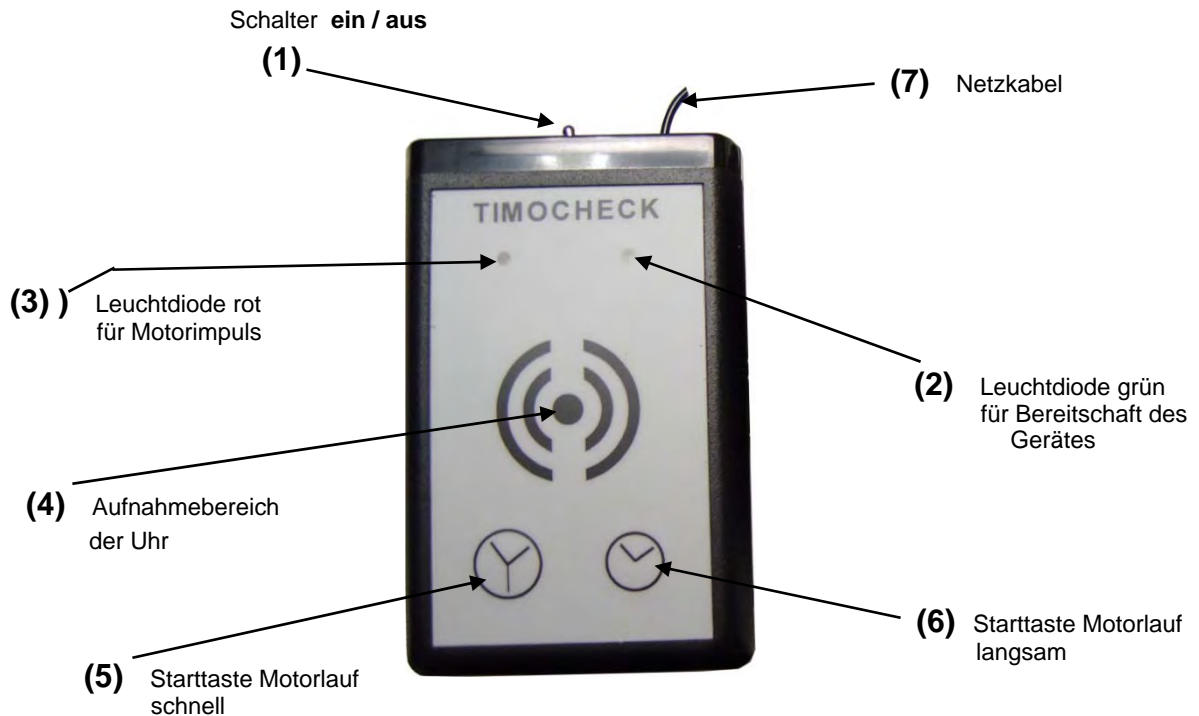 Schalter ein / aus
(1)
(7) Netzkabel
TIMOCHECK
(3) ) Leuchtdiode rot
für Motorimpuls
(2) Leuchtdiode grün
für Bereitschaft des
Gerätes
(4) Aufnahmebereich
der Uhr
(6) Starttaste Motorlauf
langsam
(5) Starttaste Motorlauf
schnell